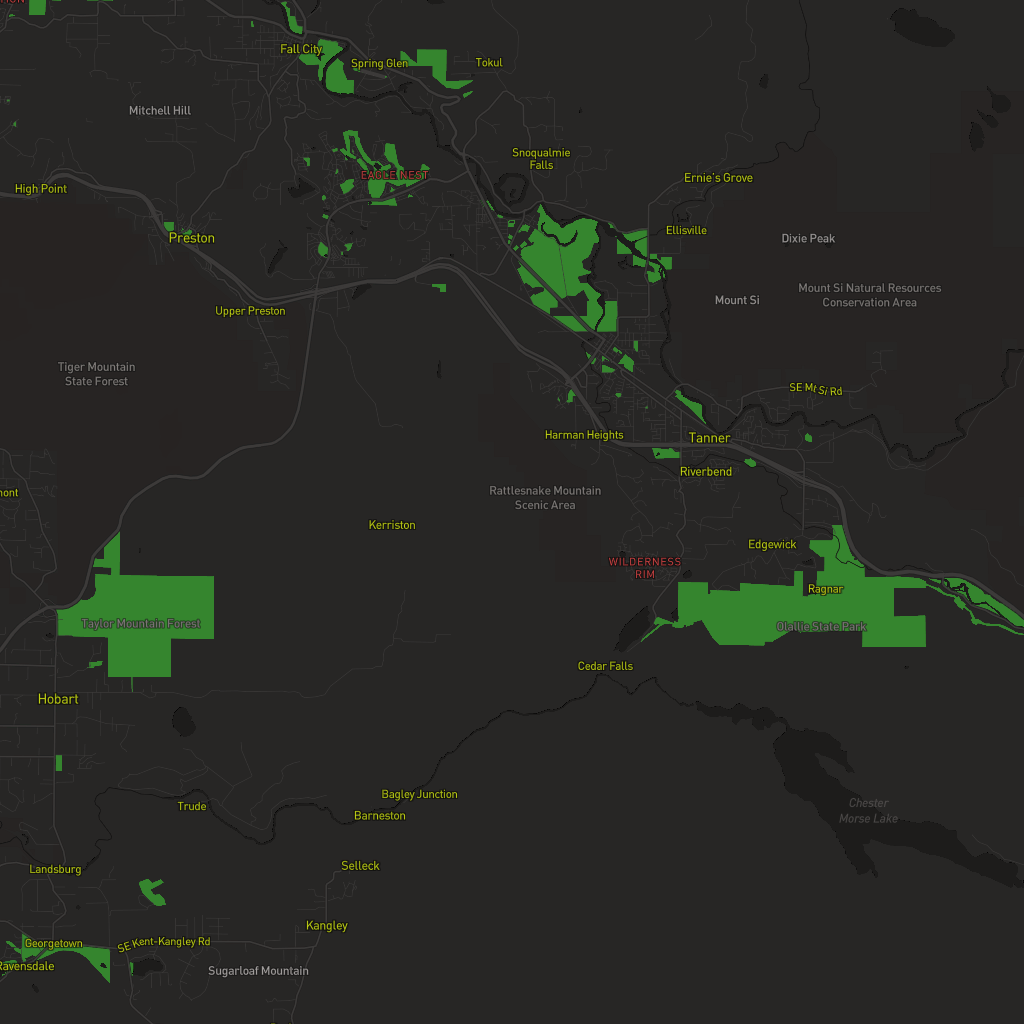 Fall City
Spring Glen
Tokul
Mitchell Hill
Snoqualmie
Falls
EAGLE NEST
Ernie's Grove
High Point
Preston
Ellisville
Dixie Peak
Mount Si Natural Resources
Conservation Area
Mount Si
Upper Preston
Tiger Mountain
State Forest
SE Mt Si Rd
Harman Heights
Tanner
Riverbend
Rattlesnake Mountain
Scenic Area
Kerriston
Edgewick
WILDERNESS
RIM
Ragnar
Taylor Mountain Forest
Olallie State Park
Cedar Falls
Hobart
Bagley Junction
Trude
Barneston
Chester
Morse Lake
Landsburg
Selleck
Kangley
Georgetown
SE Kent-Kangley Rd
Ravensdale
Sugarloaf Mountain